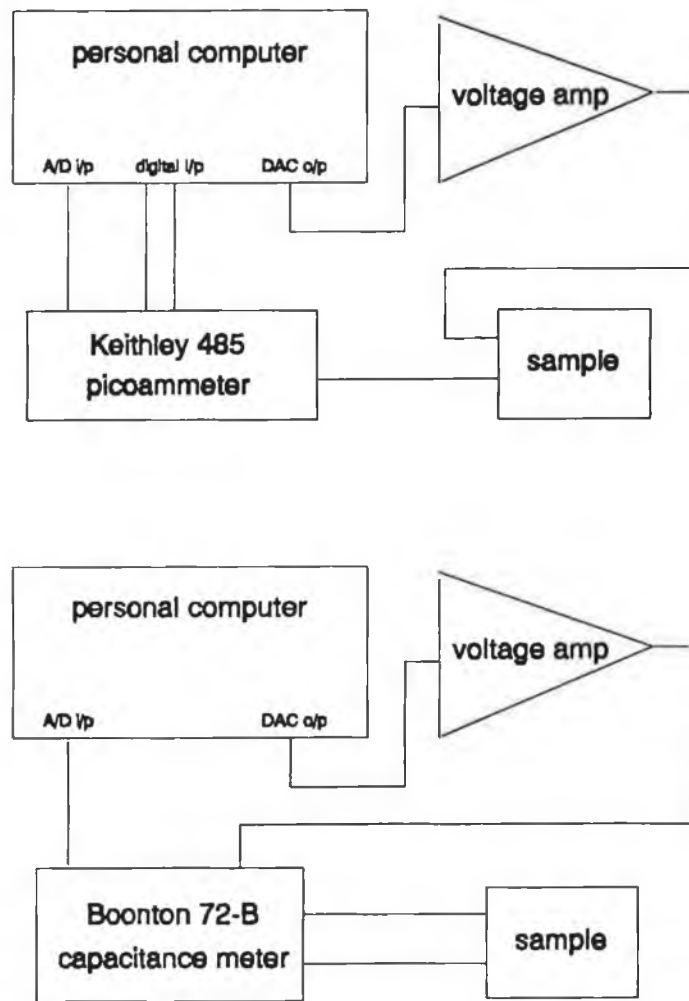 personal computer
voltage amp
A/D i/p digital i/p DAC o/p
Keithley 485
picoammeter
sample
personal computer
voltage amp
A/D i/p DAC o/p
Boonton 72-B
capacitance meter
sample